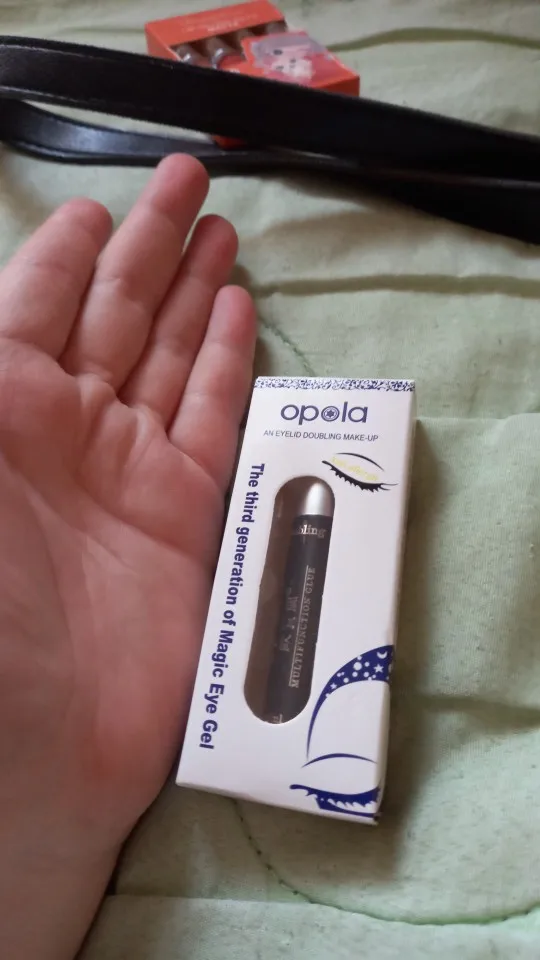 opola
AN EYELID DOUBLING MAKE-UP
The third generation of Magic Eye Gel
MULTIFUNCTION GLUE